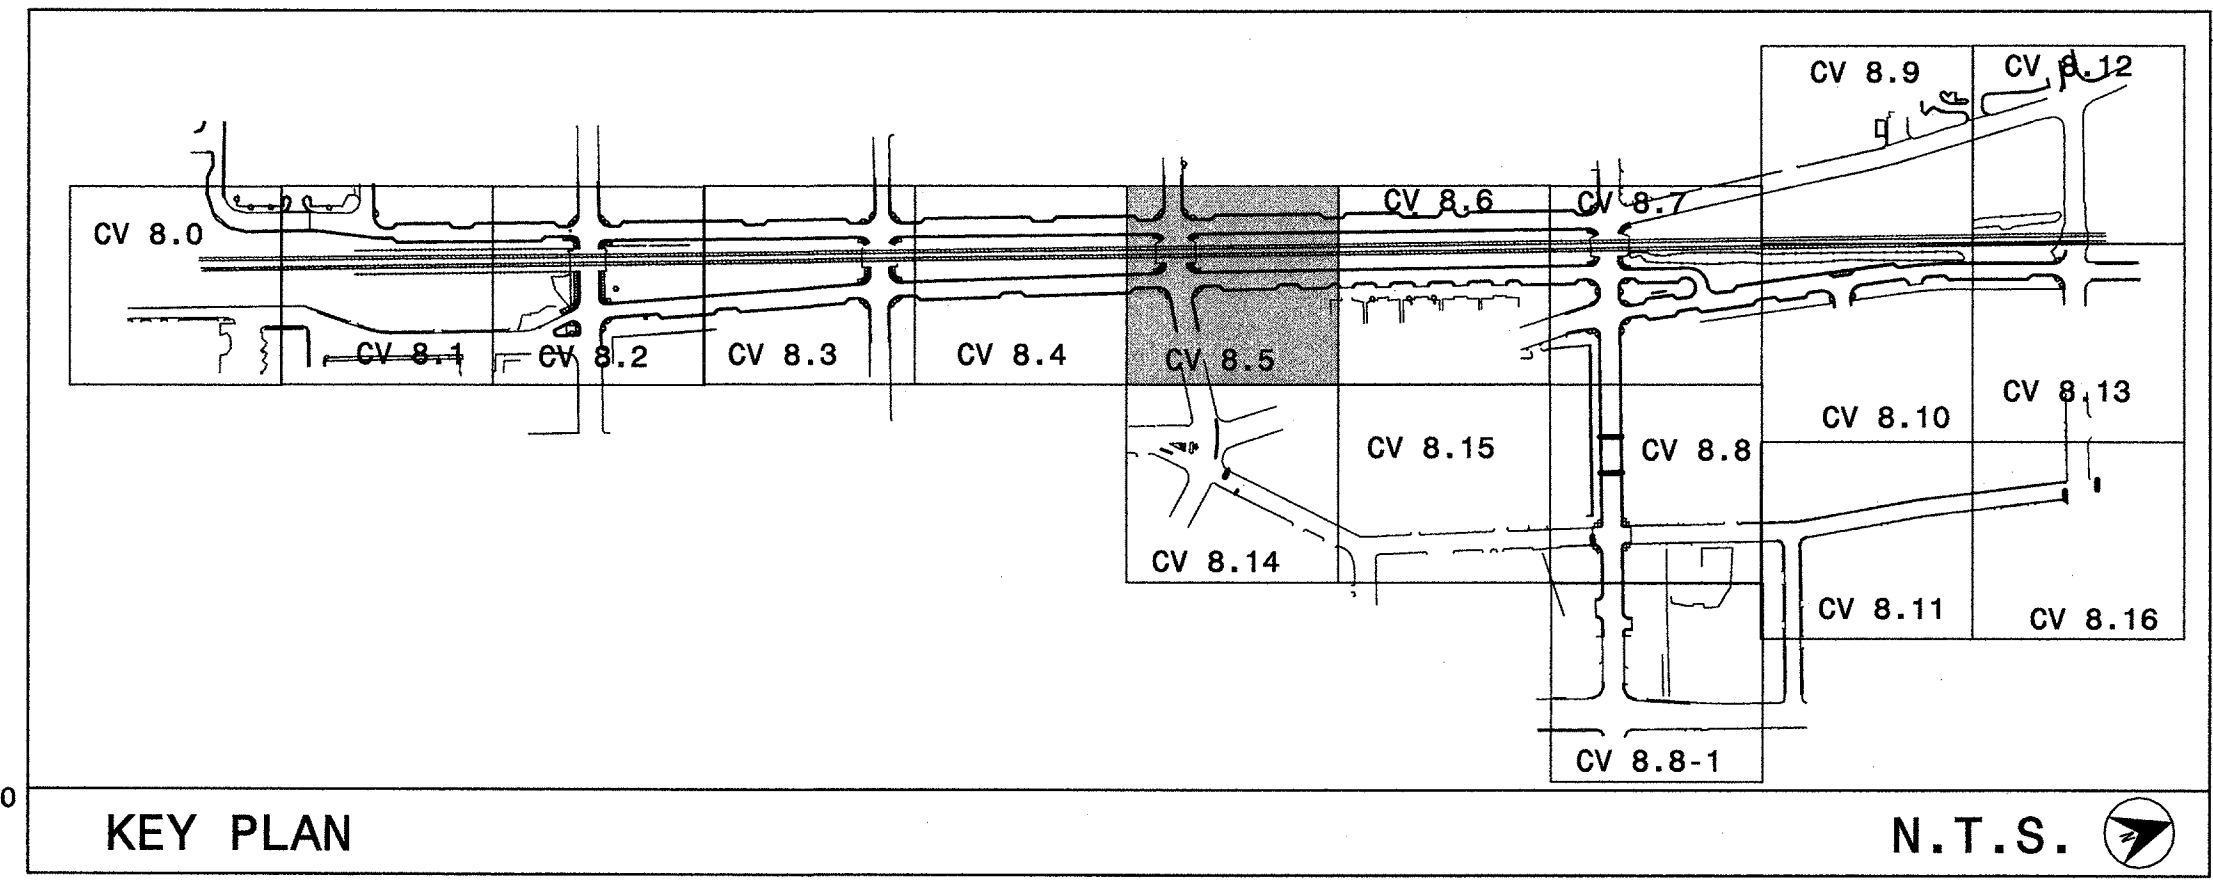 CV 8.9
CV 8.12
CV 8.0
CV 8.6
CV 8.7
CV 8.1
CV 8.2
CV 8.3
CV 8.4
CV 8.5
CV 8.10
CV 8.13
CV 8.15
CV 8.8
CV 8.14
CV 8.11
CV 8.16
CV 8.8-1
0
KEY PLAN
N.T.S.
N